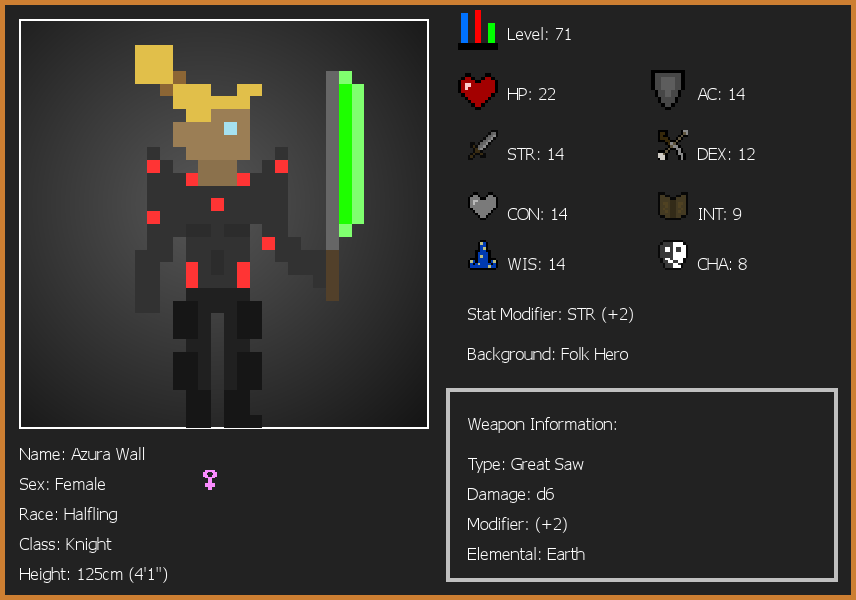 Level: 71
HP: 22
AC: 14
STR: 14
DEX: 12
CON: 14
INT: 9
WIS: 14
CHA: 8
Stat Modifier: STR (+2)
Background: Folk Hero
Weapon Information:
Type: Great Saw
Damage: d6
Modifier: (+2)
Elemental: Earth
Name: Azura Wall
Sex: Female
Race: Halfling
Class: Knight
Height: 125cm (4'1")